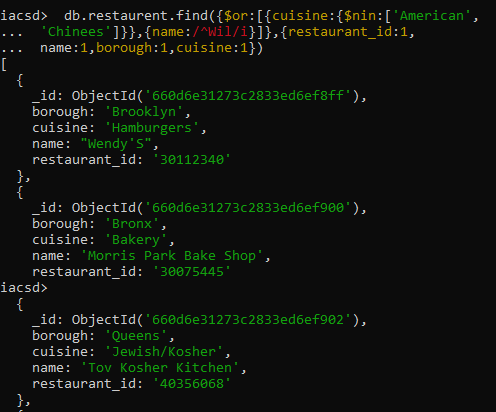 iacsd>  db.restaurent.find({$or:[{cuisine:{$nin:['American',
...  'Chinees']}},{name:/^Wil/i}]},{restaurant_id:1,
...  name:1,borough:1,cuisine:1})
[
  {
    _id: ObjectId('660d6e31273c2833ed6ef8ff'),
    borough: 'Brooklyn',
    cuisine: 'Hamburgers',
    name: "Wendy'S",
    restaurant_id: '30112340'
  },
  {
    _id: ObjectId('660d6e31273c2833ed6ef900'),
    borough: 'Bronx',
    cuisine: 'Bakery',
    name: 'Morris Park Bake Shop',
    restaurant_id: '30075445'
iacsd>
  {
    _id: ObjectId('660d6e31273c2833ed6ef902'),
    borough: 'Queens',
    cuisine: 'Jewish/Kosher',
    name: 'Tov Kosher Kitchen',
    restaurant_id: '40356068'
  },